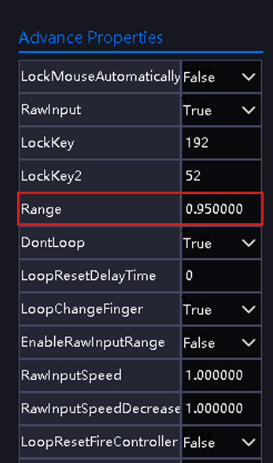 Advance Properties
LockMouseAutomatically False
RawInput True
LockKey 192
LockKey2 52
Range 0.950000
DontLoop True
LoopResetDelayTime 0
LoopChangeFinger True
EnableRawInputRange False
RawInputSpeed 1.000000
RawInputSpeedDecrease 1.000000
LoopResetFireController False